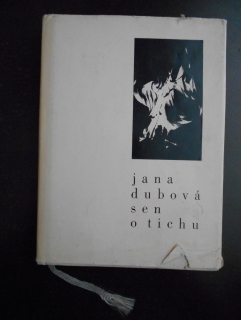 jana
dubová
sen
o tichu